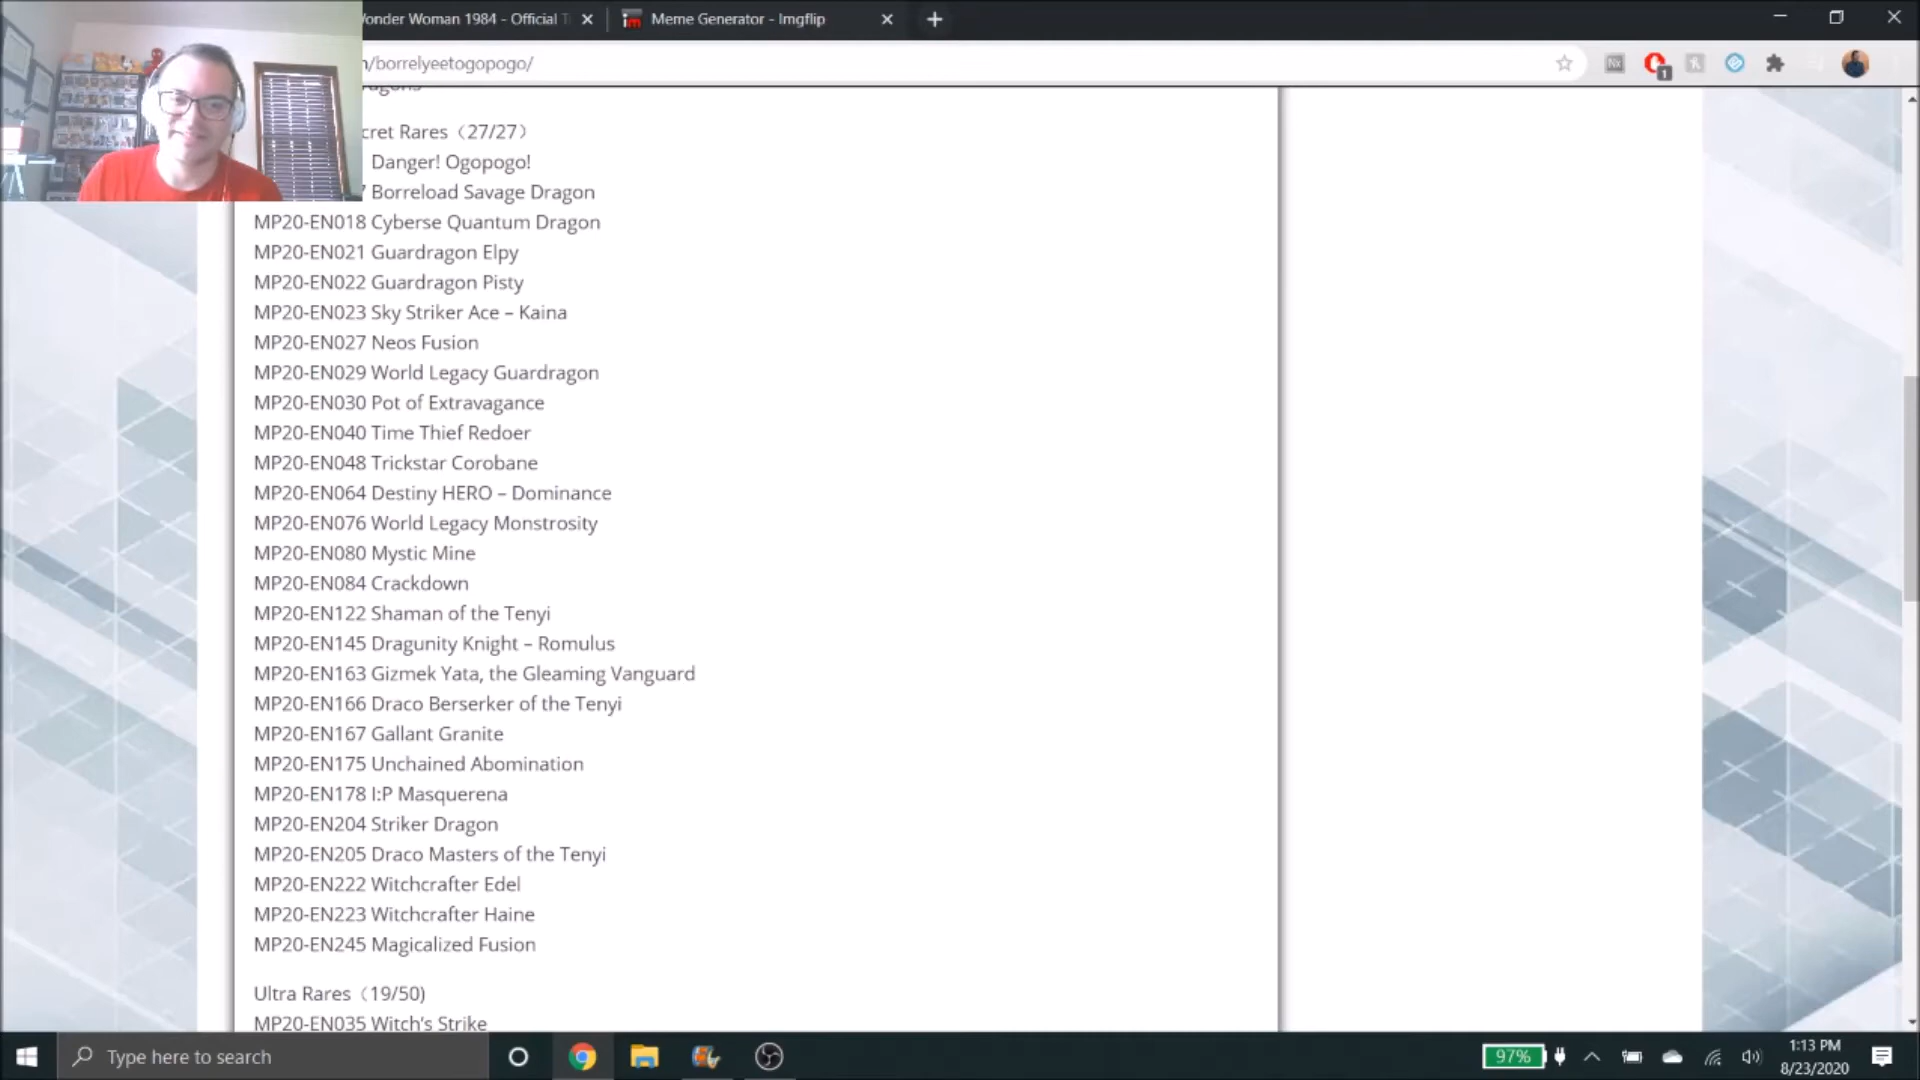 onder Woman 1984 - Official T
Meme Generator - Imgflip
/borrelyeetogopogo/
cret Rares（27/27）
Danger! Ogopogo!
Borreload Savage Dragon
MP20-EN018 Cyberse Quantum Dragon
MP20-EN021 Guardragon Elpy
MP20-EN022 Guardragon Pisty
MP20-EN023 Sky Striker Ace – Kaina
MP20-EN027 Neos Fusion
MP20-EN029 World Legacy Guardragon
MP20-EN030 Pot of Extravagance
MP20-EN040 Time Thief Redoer
MP20-EN048 Trickstar Corobane
MP20-EN064 Destiny HERO – Dominance
MP20-EN076 World Legacy Monstrosity
MP20-EN080 Mystic Mine
MP20-EN084 Crackdown
MP20-EN122 Shaman of the Tenyi
MP20-EN145 Dragunity Knight – Romulus
MP20-EN163 Gizmek Yata, the Gleaming Vanguard
MP20-EN166 Draco Berserker of the Tenyi
MP20-EN167 Gallant Granite
MP20-EN175 Unchained Abomination
MP20-EN178 I:P Masquerena
MP20-EN204 Striker Dragon
MP20-EN205 Draco Masters of the Tenyi
MP20-EN222 Witchcrafter Edel
MP20-EN223 Witchcrafter Haine
MP20-EN245 Magicalized Fusion
Ultra Rares（19/50)
MP20-EN035 Witch's Strike
Type here to search
97%
1:13 PM
8/23/2020